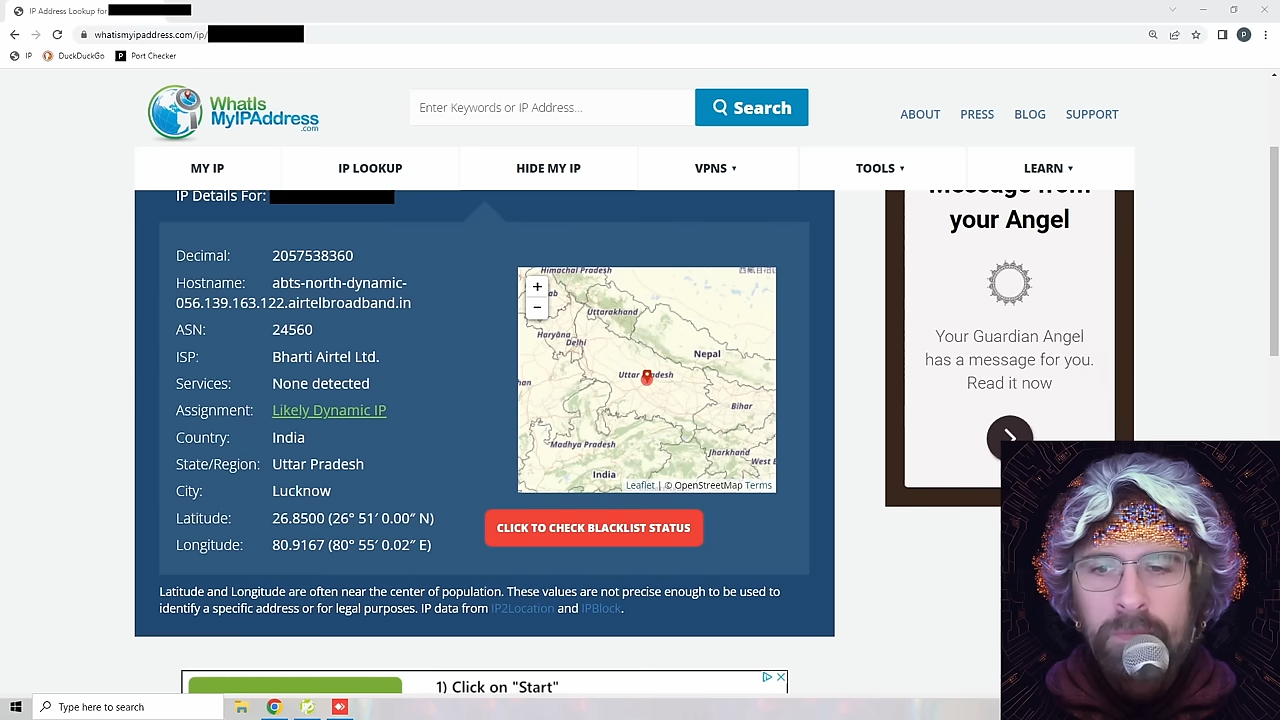 IP Address Lookup for
whatismyipaddress.com/ip/
P
IP
DuckDuckGo
P
Port Checker
WhatIs
MyIPAddress
.com
Enter Keywords or IP Address...
Search
ABOUT
PRESS
BLOG
SUPPORT
MY IP
IP LOOKUP
HIDE MY IP
VPNS
TOOLS
LEARN
IP Details For:
Decimal: 2057538360
Hostname: abts-north-dynamic-
056.139.163.122.airtelbroadband.in
ASN: 24560
ISP: Bharti Airtel Ltd.
Services: None detected
Assignment: Likely Dynamic IP
Country: India
State/Region: Uttar Pradesh
City: Lucknow
Latitude: 26.8500 (26° 51′ 0.00″ N)
Longitude: 80.9167 (80° 55′ 0.02″ E)
+
−
Himachal Pradesh
ab
Uttarakhand
Haryāna
Delhi
Nepal
Uttar Pradesh
han
Bihar
Madhya Pradesh
Jharkhand
West B
India
Leaflet | © OpenStreetMap Terms
CLICK TO CHECK BLACKLIST STATUS
Latitude and Longitude are often near the center of population. These values are not precise enough to be used to
identify a specific address or for legal purposes. IP data from IP2Location and IPBlock.
Message from
your Angel
Your Guardian Angel
has a message for you.
Read it now
1) Click on "Start"
Type here to search